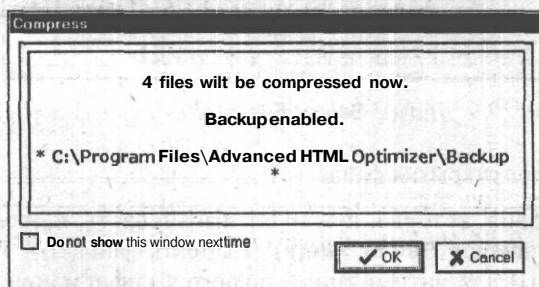 Compress
4 files wilt be compressed now.
Backup enabled.
* C:\Program Files\Advanced HTML Optimizer\Backup
*
Do not show this window next time
OK
Cancel